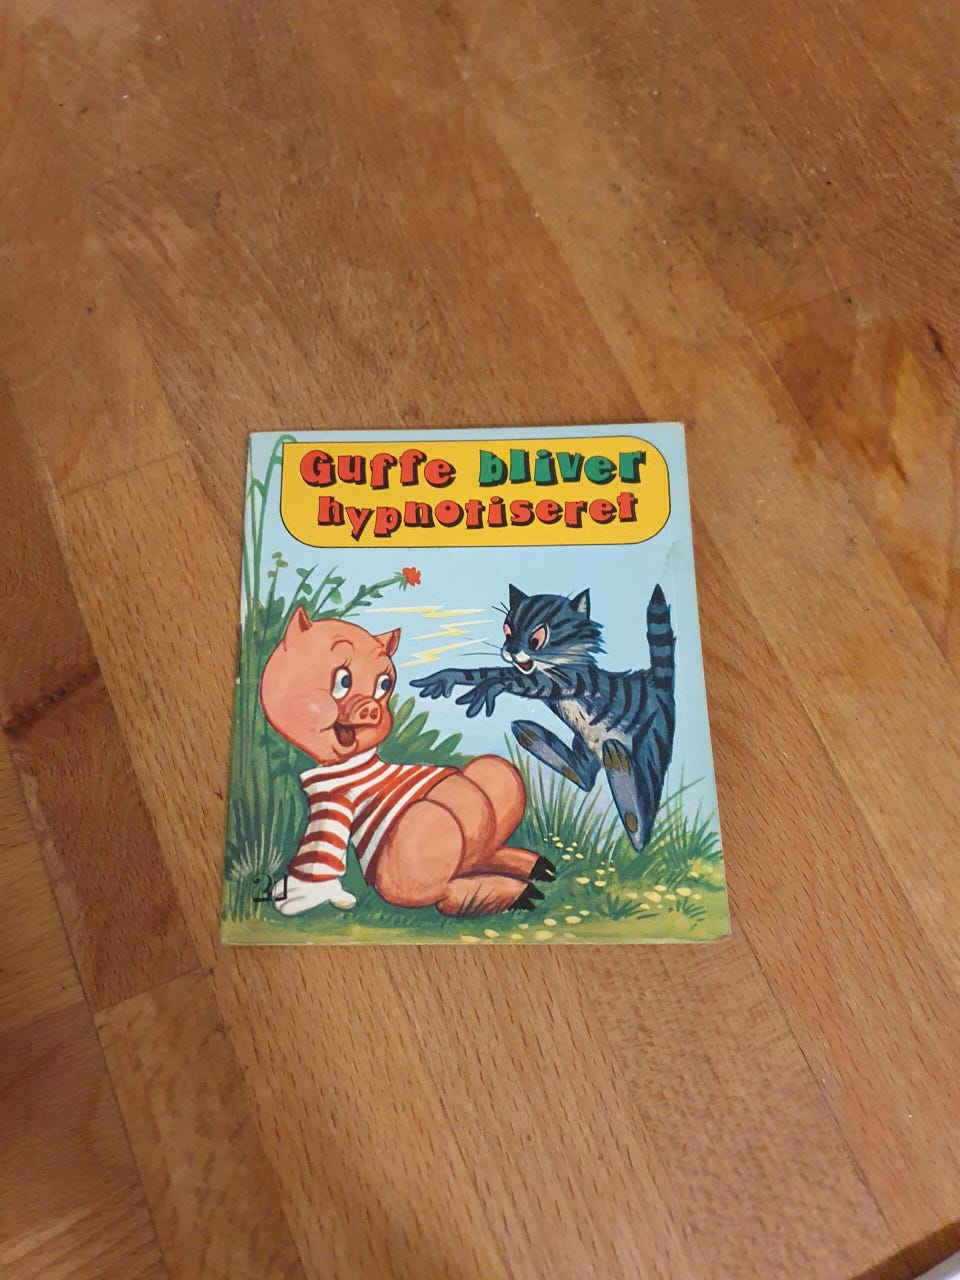 Guffe bliver
hypnotiseret
21